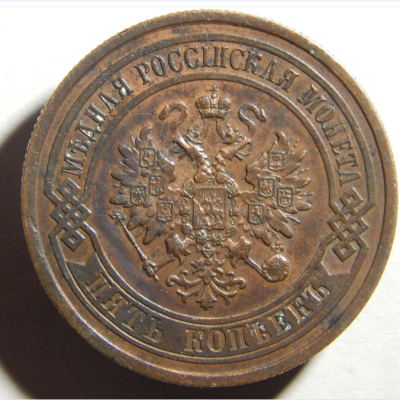 МѢДНАЯ РОССІЙСКАЯ МОНЕТА
ПЯТЬ КОПѢЕКЪ